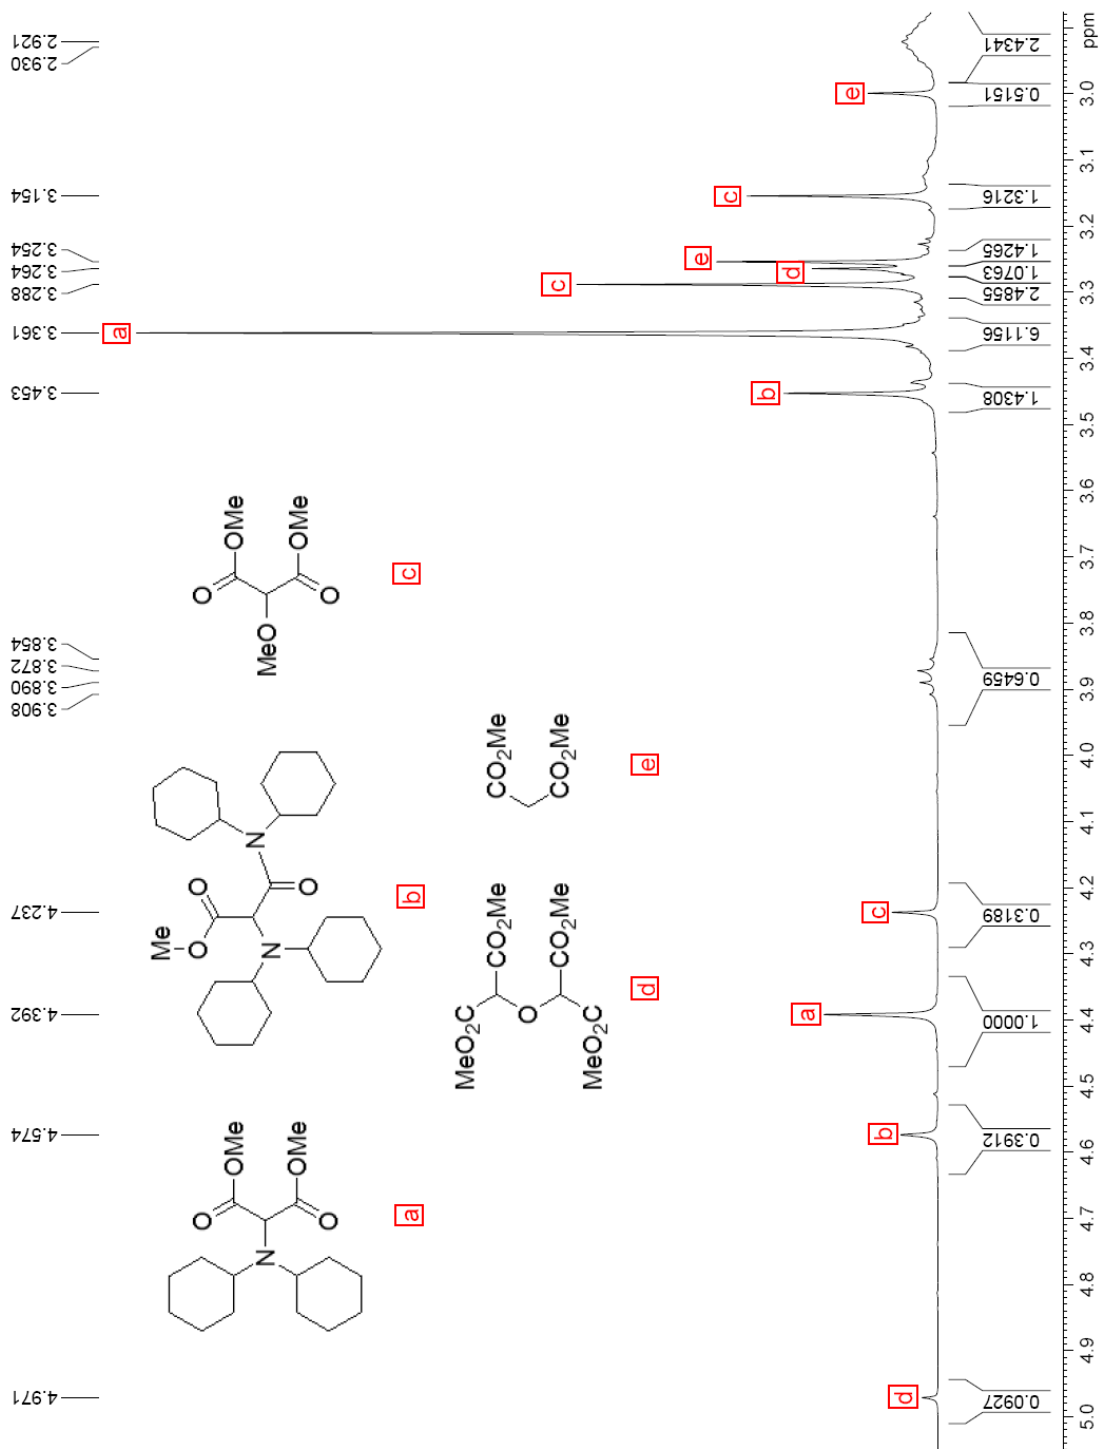 4.971
4.574
4.392
4.237
3.908
3.890
3.872
3.854
3.453
3.361
3.288
3.264
3.254
3.154
2.930
2.921
OMe
O
N
O
OMe
a
Me
O
O
N
O
N
b
OMe
O
MeO
O
OMe
c
MeO2C
CO2Me
O
MeO2C
CO2Me
d
CO2Me
CO2Me
e
d
b
a
c
b
a
c
d
e
c
e
0.0927
0.3912
1.0000
0.3189
0.6459
1.4308
6.1156
2.4855
1.0763
1.4265
1.3216
0.5151
2.4341
5.0
4.9
4.8
4.7
4.6
4.5
4.4
4.3
4.2
4.1
4.0
3.9
3.8
3.7
3.6
3.5
3.4
3.3
3.2
3.1
3.0
ppm